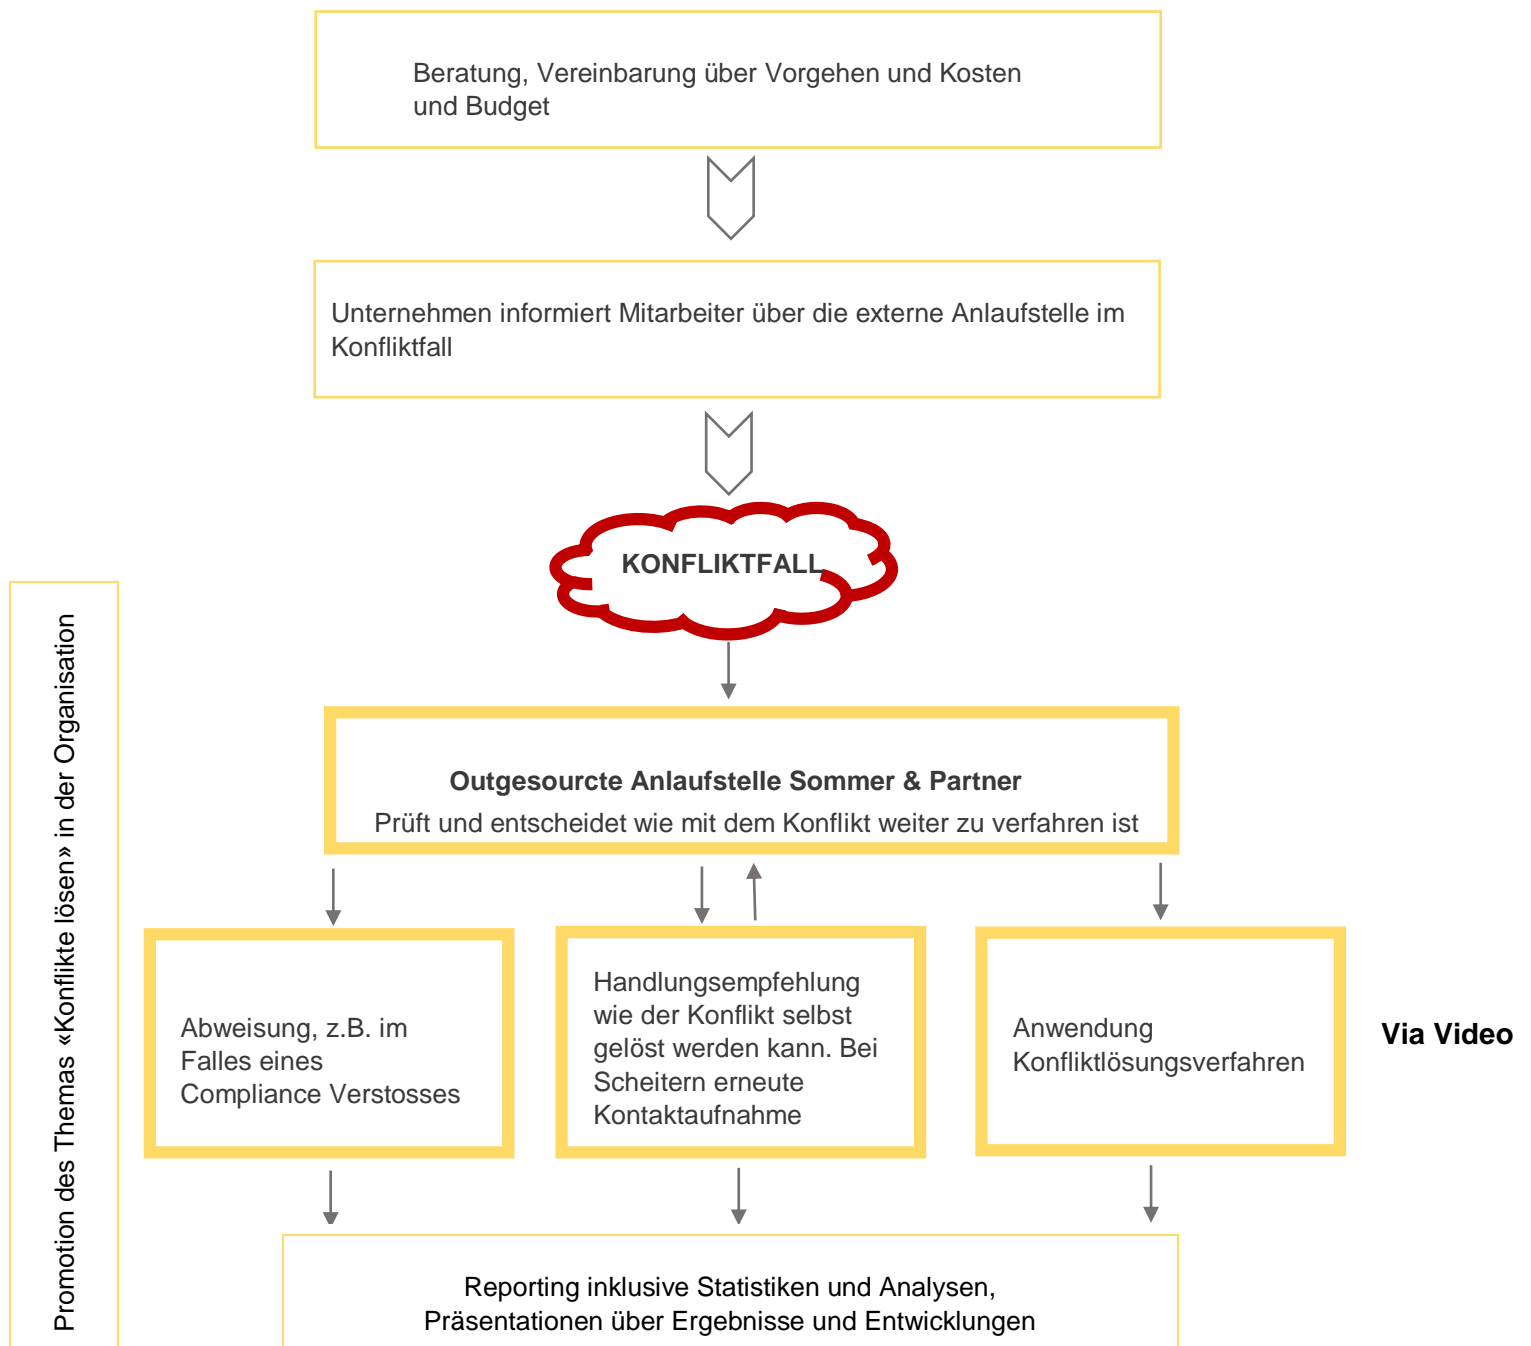 Beratung, Vereinbarung über Vorgehen und Kosten
und Budget
Unternehmen informiert Mitarbeiter über die externe Anlaufstelle im
Konfliktfall
KONFLIKTFALL
Promotion des Themas «Konflikte lösen» in der Organisation
Outgesourcte Anlaufstelle Sommer & Partner
Prüft und entscheidet wie mit dem Konflikt weiter zu verfahren ist
Abweisung, z.B. im
Falles eines
Compliance Verstosses
Handlungsempfehlung
wie der Konflikt selbst
gelöst werden kann. Bei
Scheitern erneute
Kontaktaufnahme
Anwendung
Konfliktlösungsverfahren
Via Video
Reporting inklusive Statistiken und Analysen,
Präsentationen über Ergebnisse und Entwicklungen